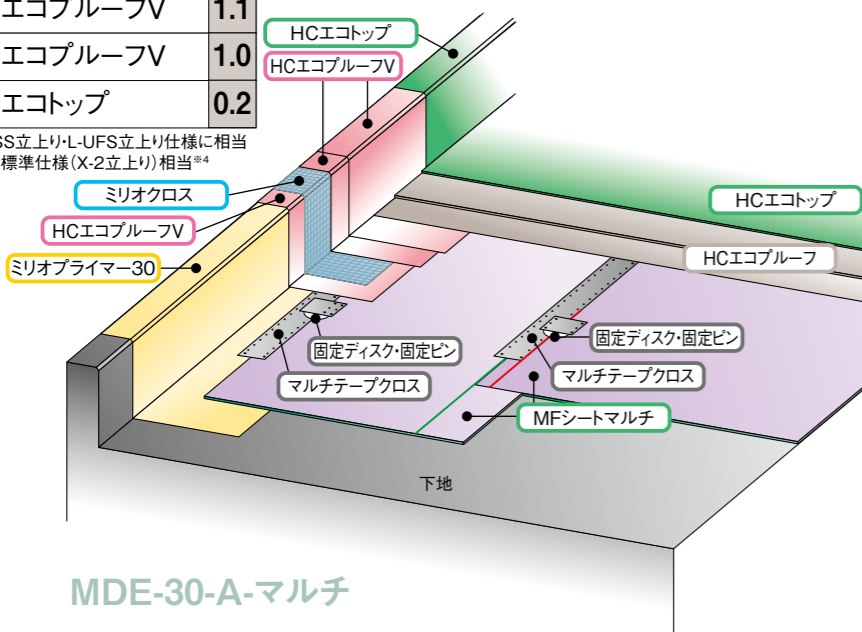 エコプルーフV 1.1
エコプルーフV 1.0
エコトップ 0.2
SS立上り・L-UFS立上り仕様に相当
標準仕様(X-2立上り)相当※4
HCエコトップ
HCエコプルーフV
ミリオクロス
HCエコプルーフV
ミリオプライマー30
HCエコトップ
HCエコプルーフ
固定ディスク・固定ピン
マルチテープクロス
固定ディスク・固定ピン
マルチテープクロス
MFシートマルチ
下地
MDE-30-A-マルチ